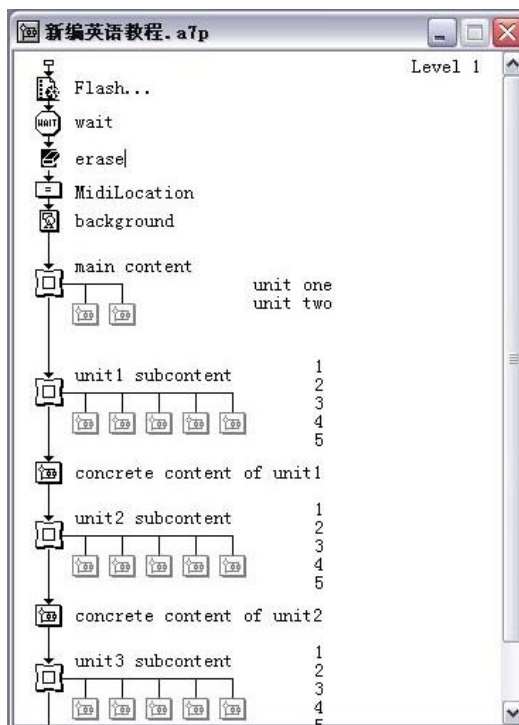 新编英语教程.a7p
Level 1
Flash...
WAIT
wait
erase
=
MidiLocation
background
main content
unit one
unit two
unit1 subcontent
1
2
3
4
5
concrete content of unit1
unit2 subcontent
1
2
3
4
5
concrete content of unit2
unit3 subcontent
1
2
3
4
5